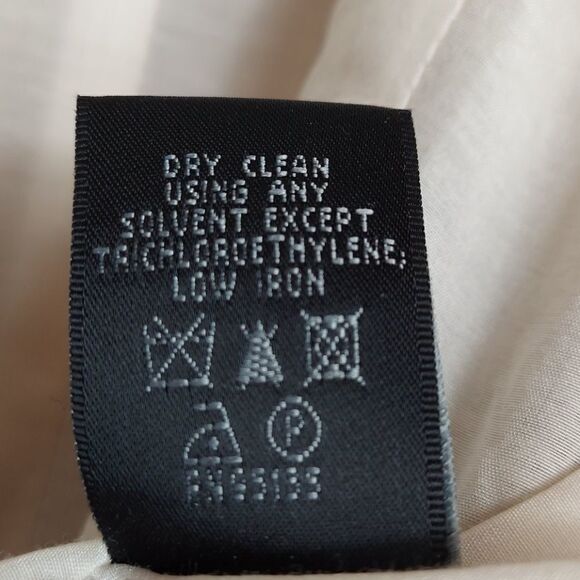 DRY CLEAN
USING ANY
SOLVENT EXCEPT
TRICHLOROETHYLENE;
LOW IRON
P